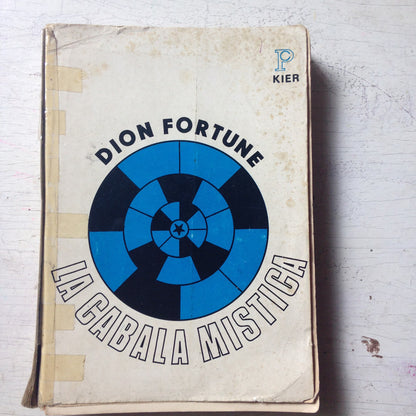 P
KIER
DION FORTUNE
LA CABALA MISTICA